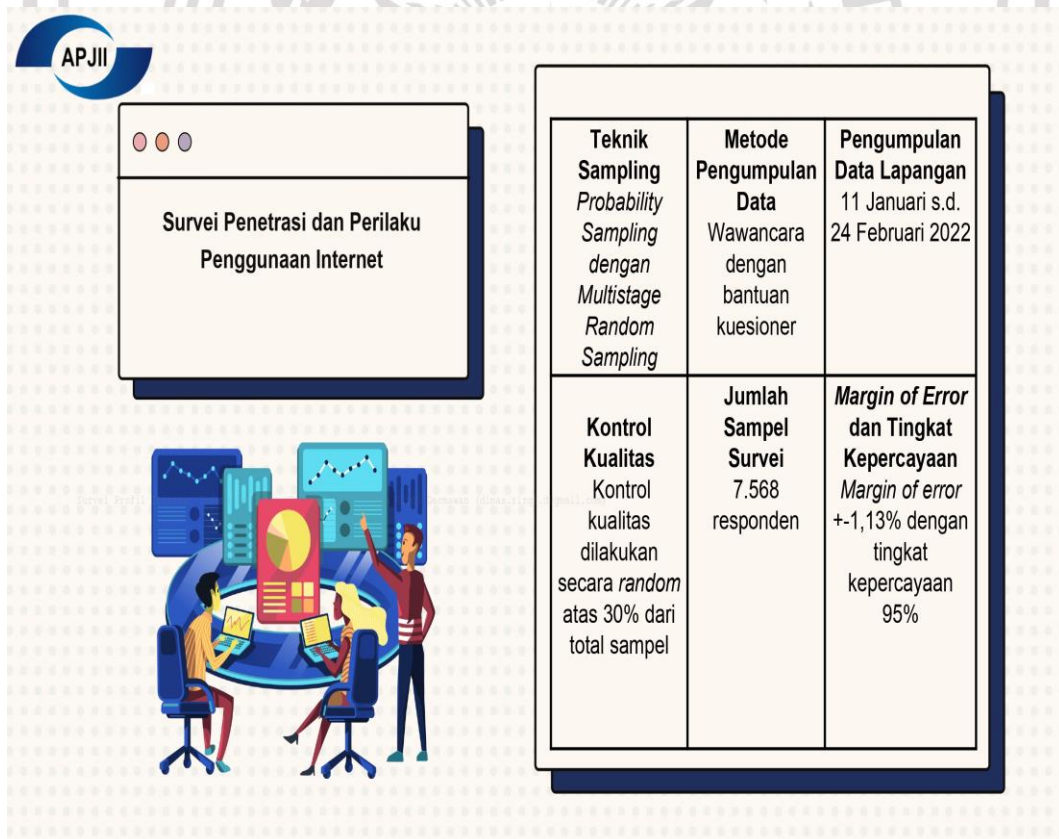 APJII
Survei Penetrasi dan Perilaku
Penggunaan Internet
Teknik
Sampling
Probability
Sampling
dengan
Multistage
Random
Sampling
Metode
Pengumpulan
Data
Wawancara
dengan
bantuan
kuesioner
Pengumpulan
Data Lapangan
11 Januari s.d.
24 Februari 2022
Kontrol
Kualitas
Kontrol
kualitas
dilakukan
secara random
atas 30% dari
total sampel
Jumlah
Sampel
Survei
7.568
responden
Margin of Error
dan Tingkat
Kepercayaan
Margin of error
+-1,13% dengan
tingkat
kepercayaan
95%